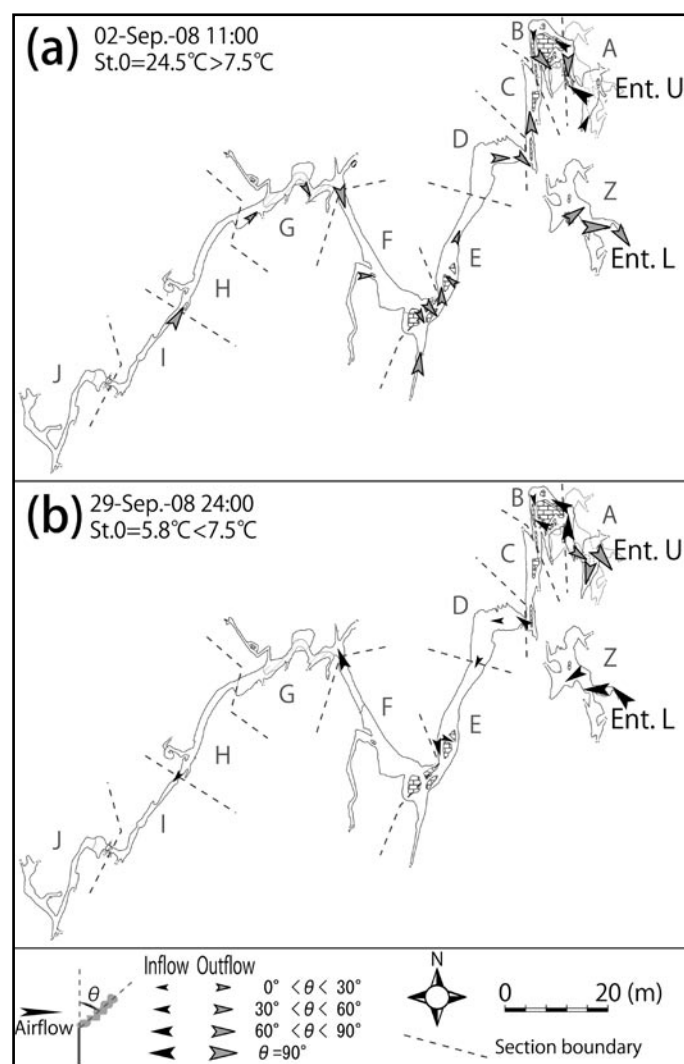 (a) 02-Sep.-08 11:00
St.0=24.5℃>7.5℃
B
A
C
Ent. U
D
Z
G
F
E
Ent. L
H
I
J
(b) 29-Sep.-08 24:00
St.0=5.8℃<7.5℃
B
A
C
Ent. U
D
Z
G
F
E
Ent. L
H
I
J
Inflow Outflow
N
θ
0° <θ< 30°
30° <θ< 60°
Airflow
60° <θ< 90°
θ=90°
0 20 (m)
Section boundary